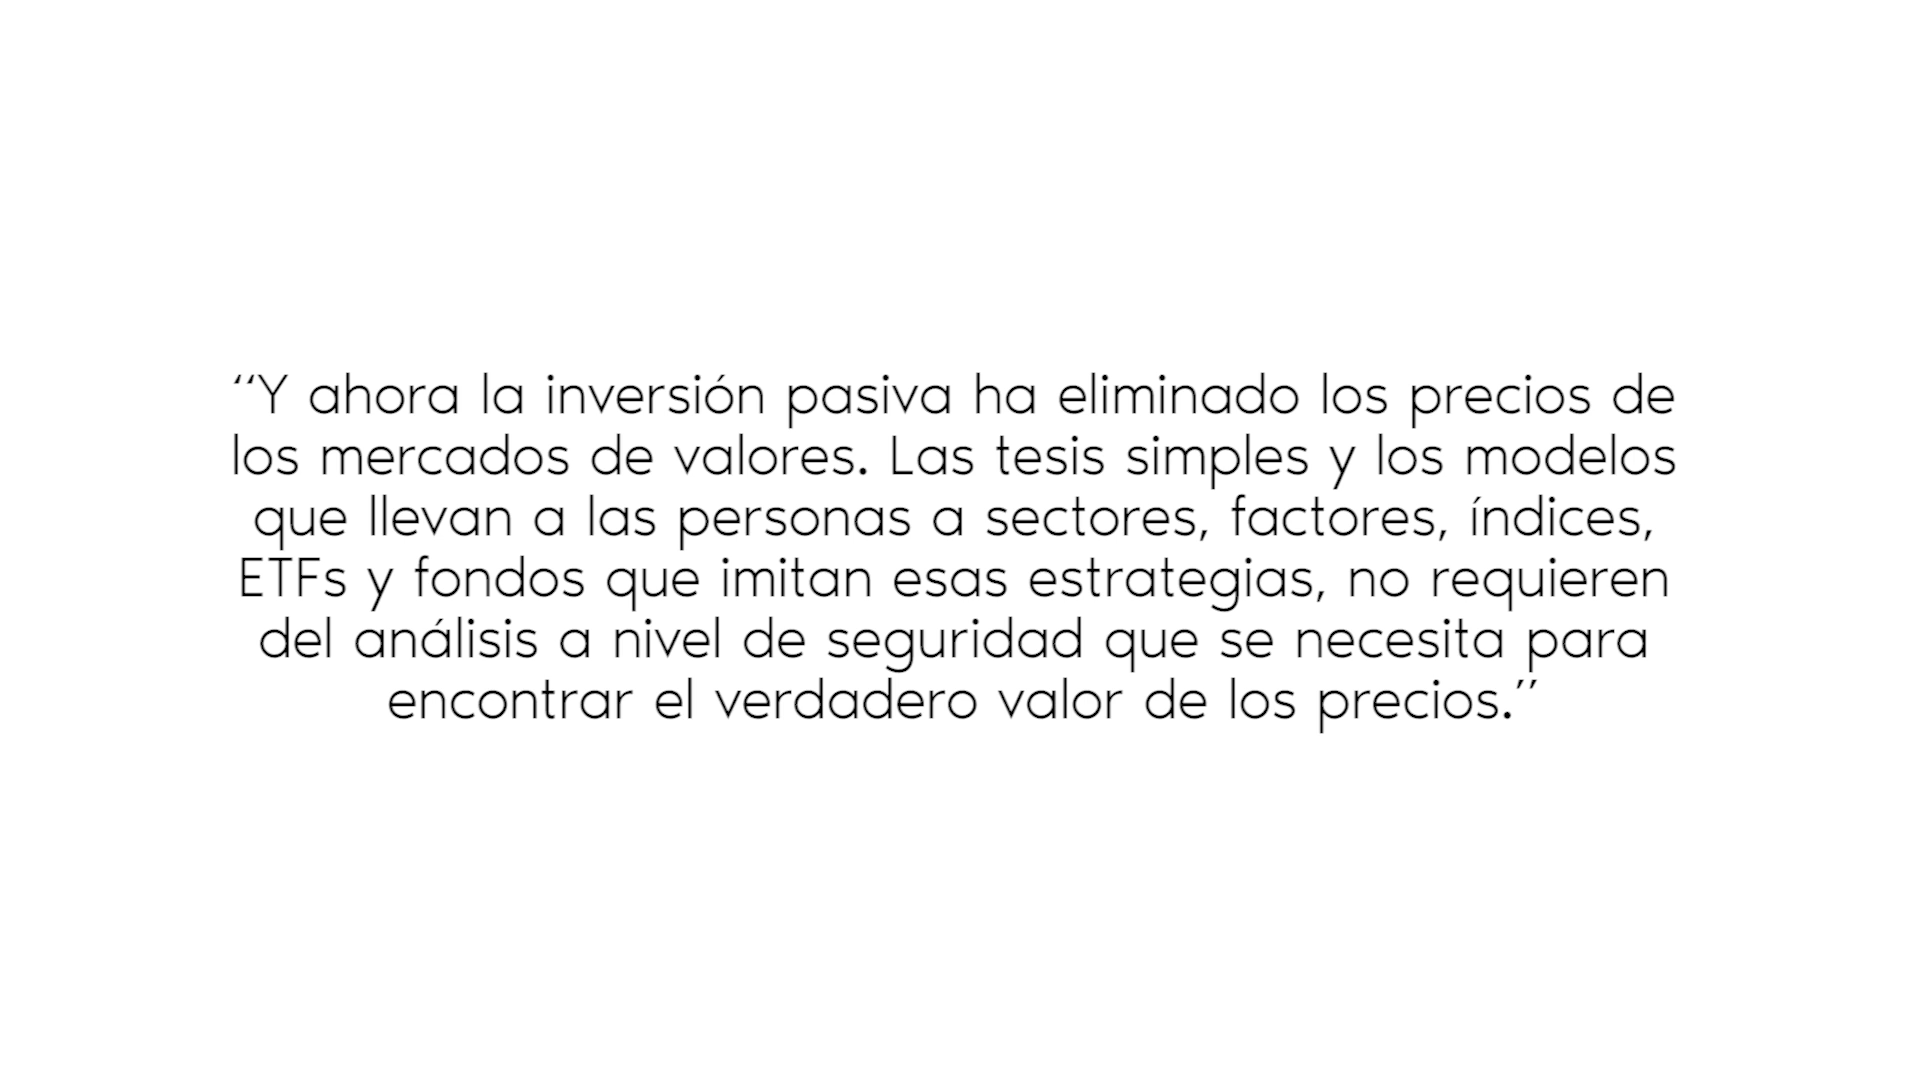 “Y ahora la inversión pasiva ha eliminado los precios de
los mercados de valores. Las tesis simples y los modelos
que llevan a las personas a sectores, factores, índices,
ETFs y fondos que imitan esas estrategias, no requieren
del análisis a nivel de seguridad que se necesita para
encontrar el verdadero valor de los precios.”